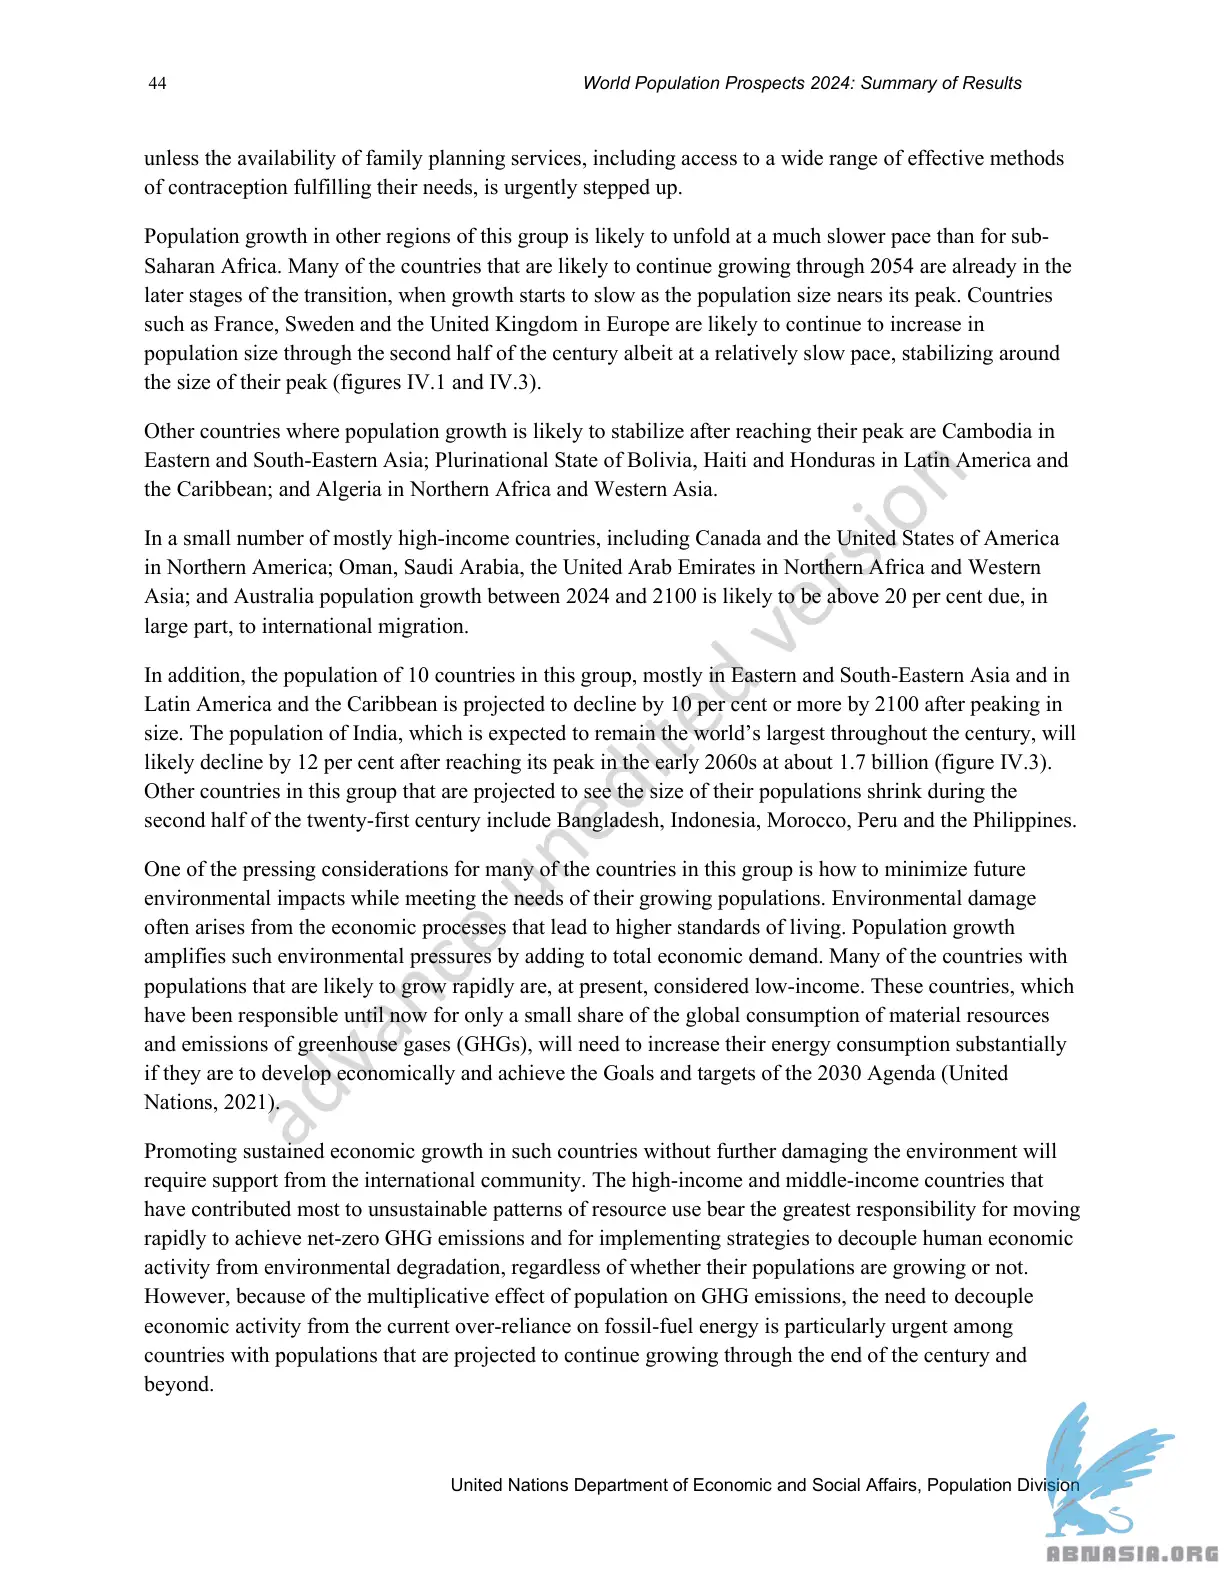 44
World Population Prospects 2024: Summary of Results
unless the availability of family planning services, including access to a wide range of effective methods
of contraception fulfilling their needs, is urgently stepped up.
Population growth in other regions of this group is likely to unfold at a much slower pace than for sub-
Saharan Africa. Many of the countries that are likely to continue growing through 2054 are already in the
later stages of the transition, when growth starts to slow as the population size nears its peak. Countries
such as France, Sweden and the United Kingdom in Europe are likely to continue to increase in
population size through the second half of the century albeit at a relatively slow pace, stabilizing around
the size of their peak (figures IV.1 and IV.3).
Other countries where population growth is likely to stabilize after reaching their peak are Cambodia in
Eastern and South-Eastern Asia; Plurinational State of Bolivia, Haiti and Honduras in Latin America and
the Caribbean; and Algeria in Northern Africa and Western Asia.
In a small number of mostly high-income countries, including Canada and the United States of America
in Northern America; Oman, Saudi Arabia, the United Arab Emirates in Northern Africa and Western
Asia; and Australia population growth between 2024 and 2100 is likely to be above 20 per cent due, in
large part, to international migration.
In addition, the population of 10 countries in this group, mostly in Eastern and South-Eastern Asia and in
Latin America and the Caribbean is projected to decline by 10 per cent or more by 2100 after peaking in
size. The population of India, which is expected to remain the world’s largest throughout the century, will
likely decline by 12 per cent after reaching its peak in the early 2060s at about 1.7 billion (figure IV.3).
Other countries in this group that are projected to see the size of their populations shrink during the
second half of the twenty-first century include Bangladesh, Indonesia, Morocco, Peru and the Philippines.
One of the pressing considerations for many of the countries in this group is how to minimize future
environmental impacts while meeting the needs of their growing populations. Environmental damage
often arises from the economic processes that lead to higher standards of living. Population growth
amplifies such environmental pressures by adding to total economic demand. Many of the countries with
populations that are likely to grow rapidly are, at present, considered low-income. These countries, which
have been responsible until now for only a small share of the global consumption of material resources
and emissions of greenhouse gases (GHGs), will need to increase their energy consumption substantially
if they are to develop economically and achieve the Goals and targets of the 2030 Agenda (United
Nations, 2021).
Promoting sustained economic growth in such countries without further damaging the environment will
require support from the international community. The high-income and middle-income countries that
have contributed most to unsustainable patterns of resource use bear the greatest responsibility for moving
rapidly to achieve net-zero GHG emissions and for implementing strategies to decouple human economic
activity from environmental degradation, regardless of whether their populations are growing or not.
However, because of the multiplicative effect of population on GHG emissions, the need to decouple
economic activity from the current over-reliance on fossil-fuel energy is particularly urgent among
countries with populations that are projected to continue growing through the end of the century and
beyond.
advance unedited version
United Nations Department of Economic and Social Affairs, Population Division
ABNASIA.ORG